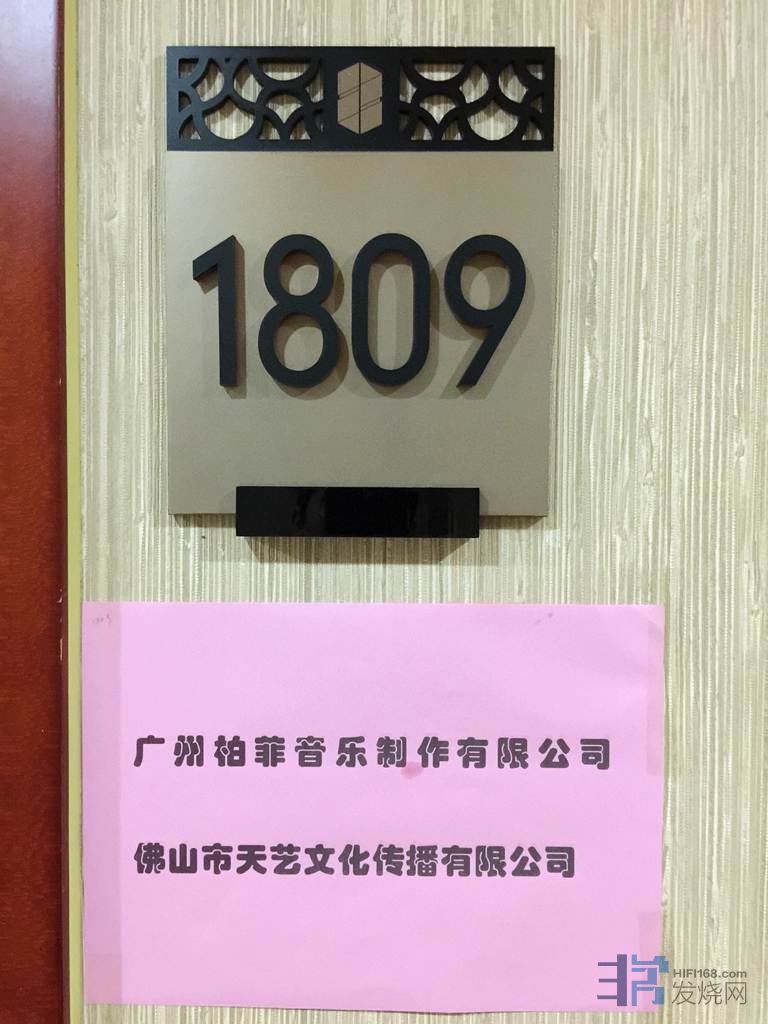 1809
广州柏菲音乐制作有限公司
佛山市天艺文化传播有限公司
HIFI168.com
发烧网